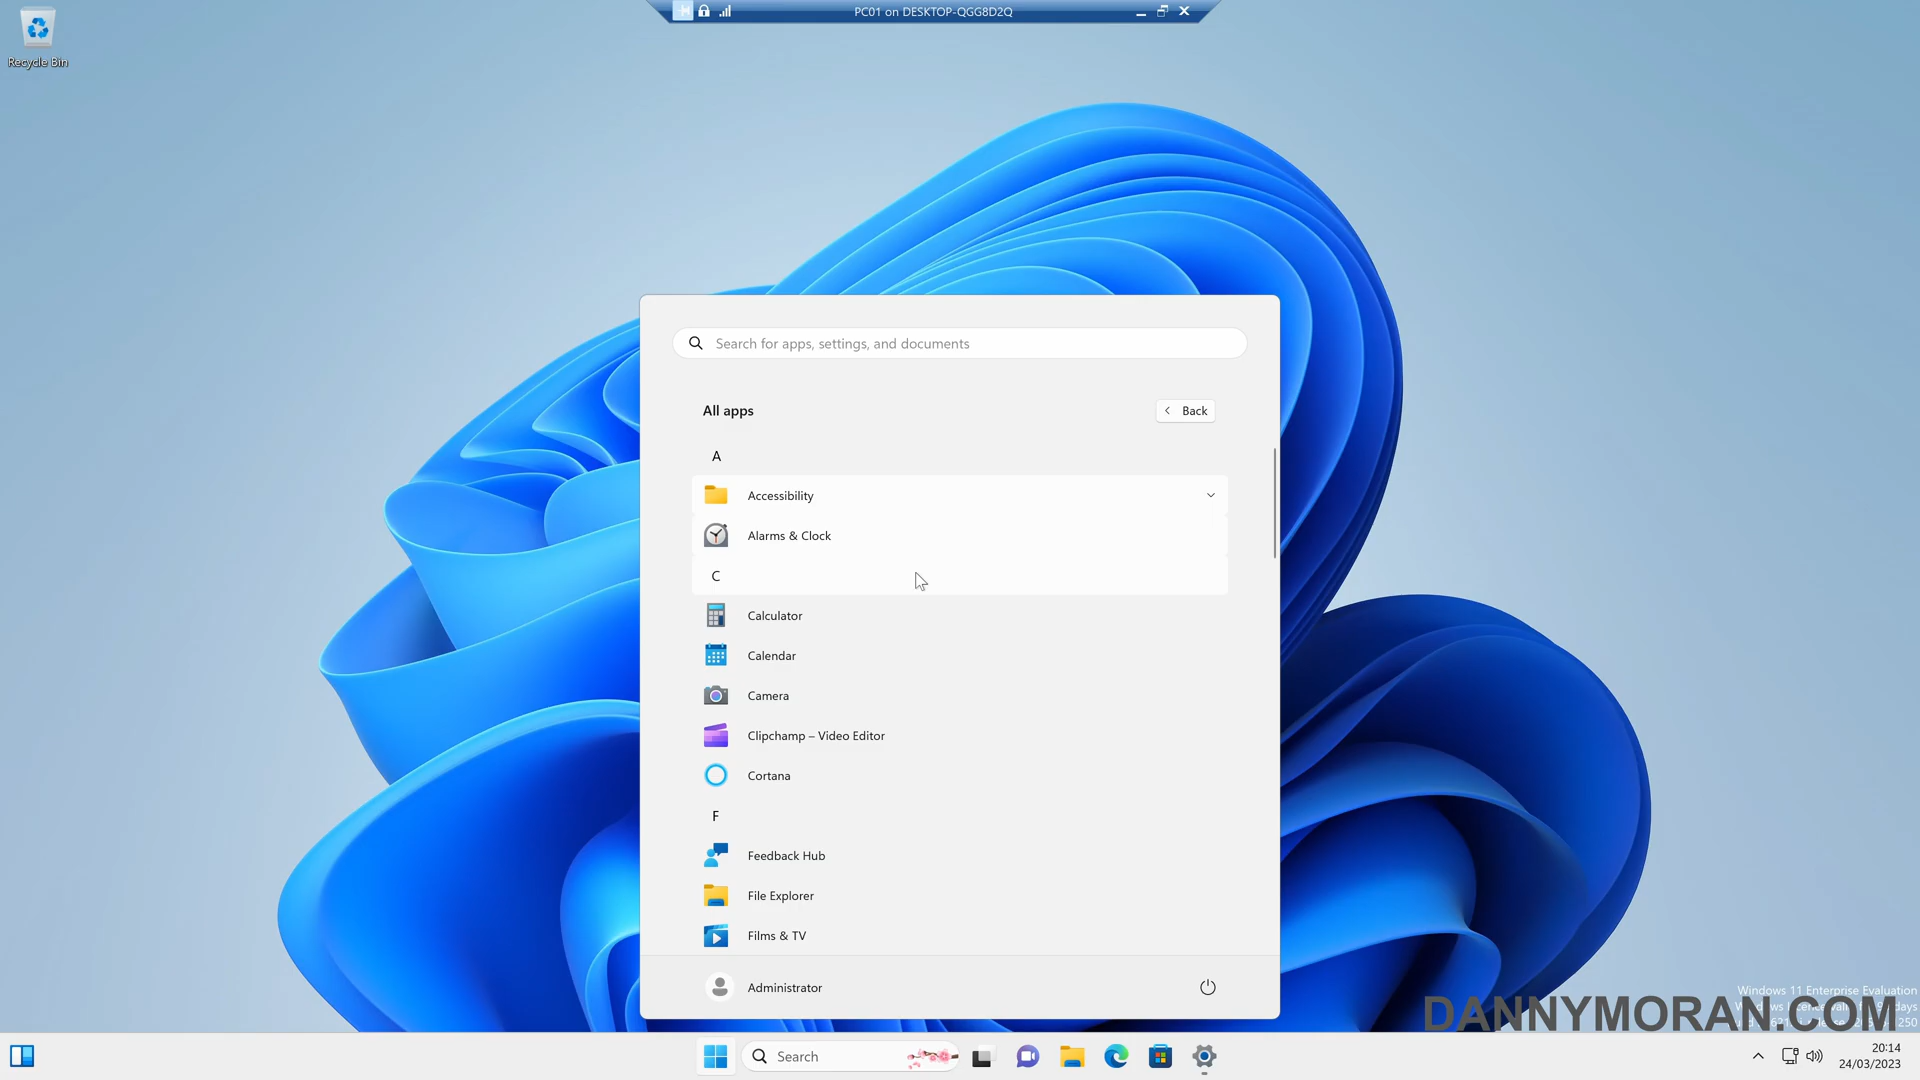 PC01 on DESKTOP-QGG8D2Q
Recycle Bin
Search for apps, settings, and documents
All apps
Back
A
Accessibility
Alarms & Clock
C
Calculator
Calendar
Camera
Clipchamp – Video Editor
Cortana
F
Feedback Hub
File Explorer
Films & TV
Administrator
Windows 11 Enterprise Evaluation
DANNYMORAN.COM
Search
20:14
24/03/2023